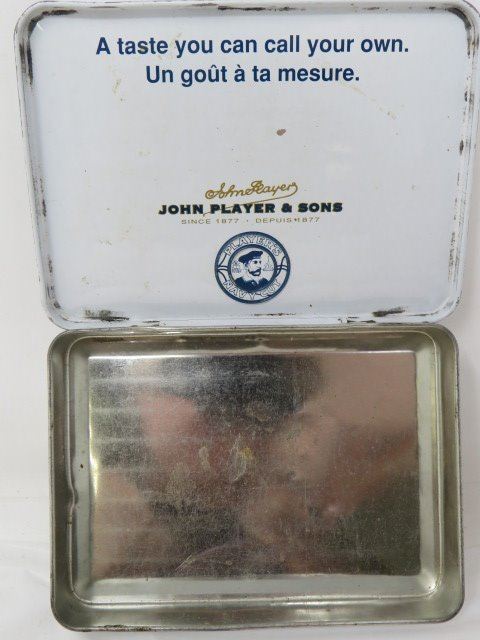 A taste you can call your own.
Un goût à ta mesure.
John Player
JOHN PLAYER & SONS
SINCE 1877 · DEPUIS 1877
PLAYER'S
NAVY CUT